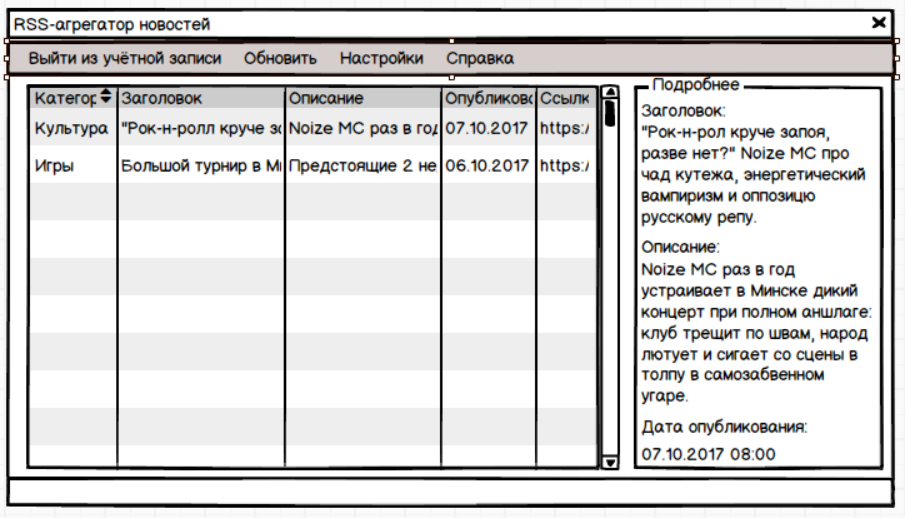 RSS-агрегатор новостей
Выйти из учётной записи Обновить Настройки Справка
Категор Заголовок Описание Опубликова Ссылк
Культура "Рок-н-ролл круче за Noize MC раз в год 07.10.2017 https:/
Игры Большой турнир в Ми Предстоящие 2 не 06.10.2017 https:/
Подробнее
Заголовок:
"Рок-н-рол круче запоя,
разве нет?" Noize MC про
чад кутежа, энергетический
вампиризм и оппозицю
русскому репу.
Описание:
Noize MC раз в год
устраивает в Минске дикий
концерт при полном аншлаге:
клуб трещит по швам, народ
лютует и сигает со сцены в
толпу в самозабвенном
угаре.
Дата опубликования:
07.10.2017 08:00